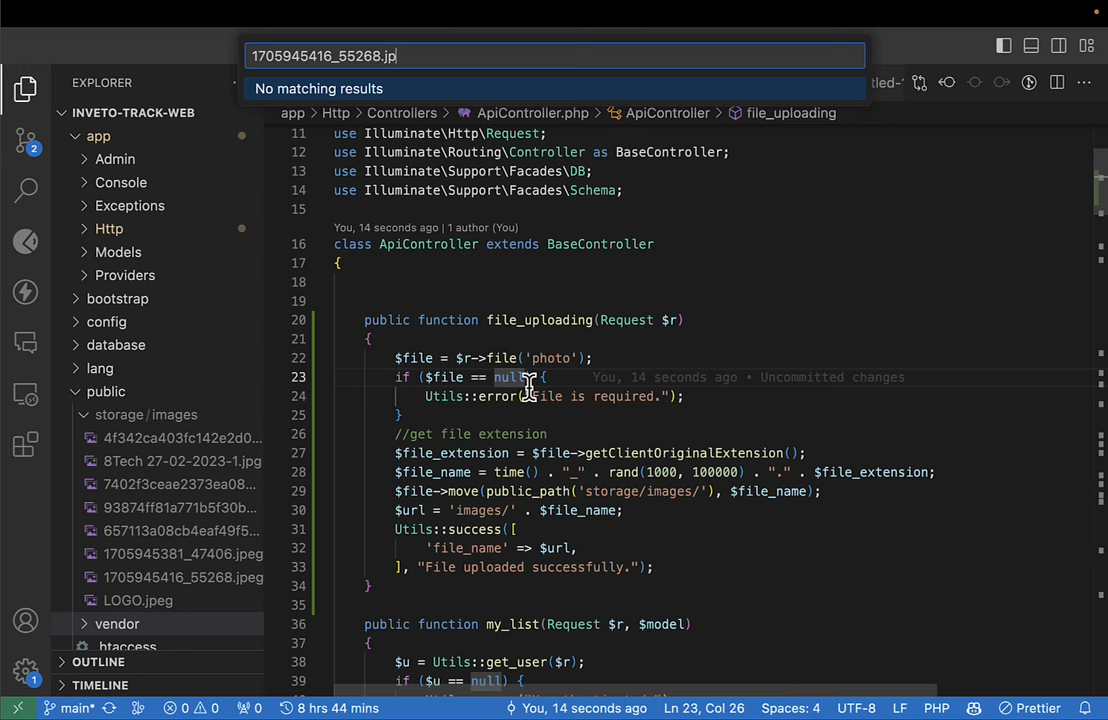 1705945416_55268.jp
No matching results
EXPLORER
tled-1
INVETO-TRACK-WEB
app
Admin
Console
Exceptions
Http
Models
Providers
bootstrap
config
database
lang
public
storage/images
4f342ca403fc142e2d0...
8Tech 27-02-2023-1.jpg
7402f3ceae2373ea08...
93874ff81a771b5f30b...
657113a08cb4eaf49f5...
1705945381_47406.jpeg
1705945416_55268.jpeg
LOGO.jpeg
vendor
.htaccess
OUTLINE
TIMELINE
app > Http > Controllers > ApiController.php > ApiController > file_uploading
11 use Illuminate\Http\Request;
12 use Illuminate\Routing\Controller as BaseController;
13 use Illuminate\Support\Facades\DB;
14 use Illuminate\Support\Facades\Schema;
15
You, 14 seconds ago | 1 author (You)
16 class ApiController extends BaseController
17 {
18
19
20 public function file_uploading(Request $r)
21 {
22 $file = $r->file('photo');
23 if ($file == null) { You, 14 seconds ago • Uncommitted changes
24 Utils::error("File is required.");
25 }
26 //get file extension
27 $file_extension = $file->getClientOriginalExtension();
28 $file_name = time() . "_" . rand(1000, 100000) . "." . $file_extension;
29 $file->move(public_path('storage/images/'), $file_name);
30 $url = 'images/' . $file_name;
31 Utils::success([
32 'file_name' => $url,
33 ], "File uploaded successfully.");
34 }
35
36 public function my_list(Request $r, $model)
37 {
38 $u = Utils::get_user($r);
39 if ($u == null) {
2
1
main* 0 0 0 8 hrs 44 mins You, 14 seconds ago Ln 23, Col 26 Spaces: 4 UTF-8 LF PHP Prettier